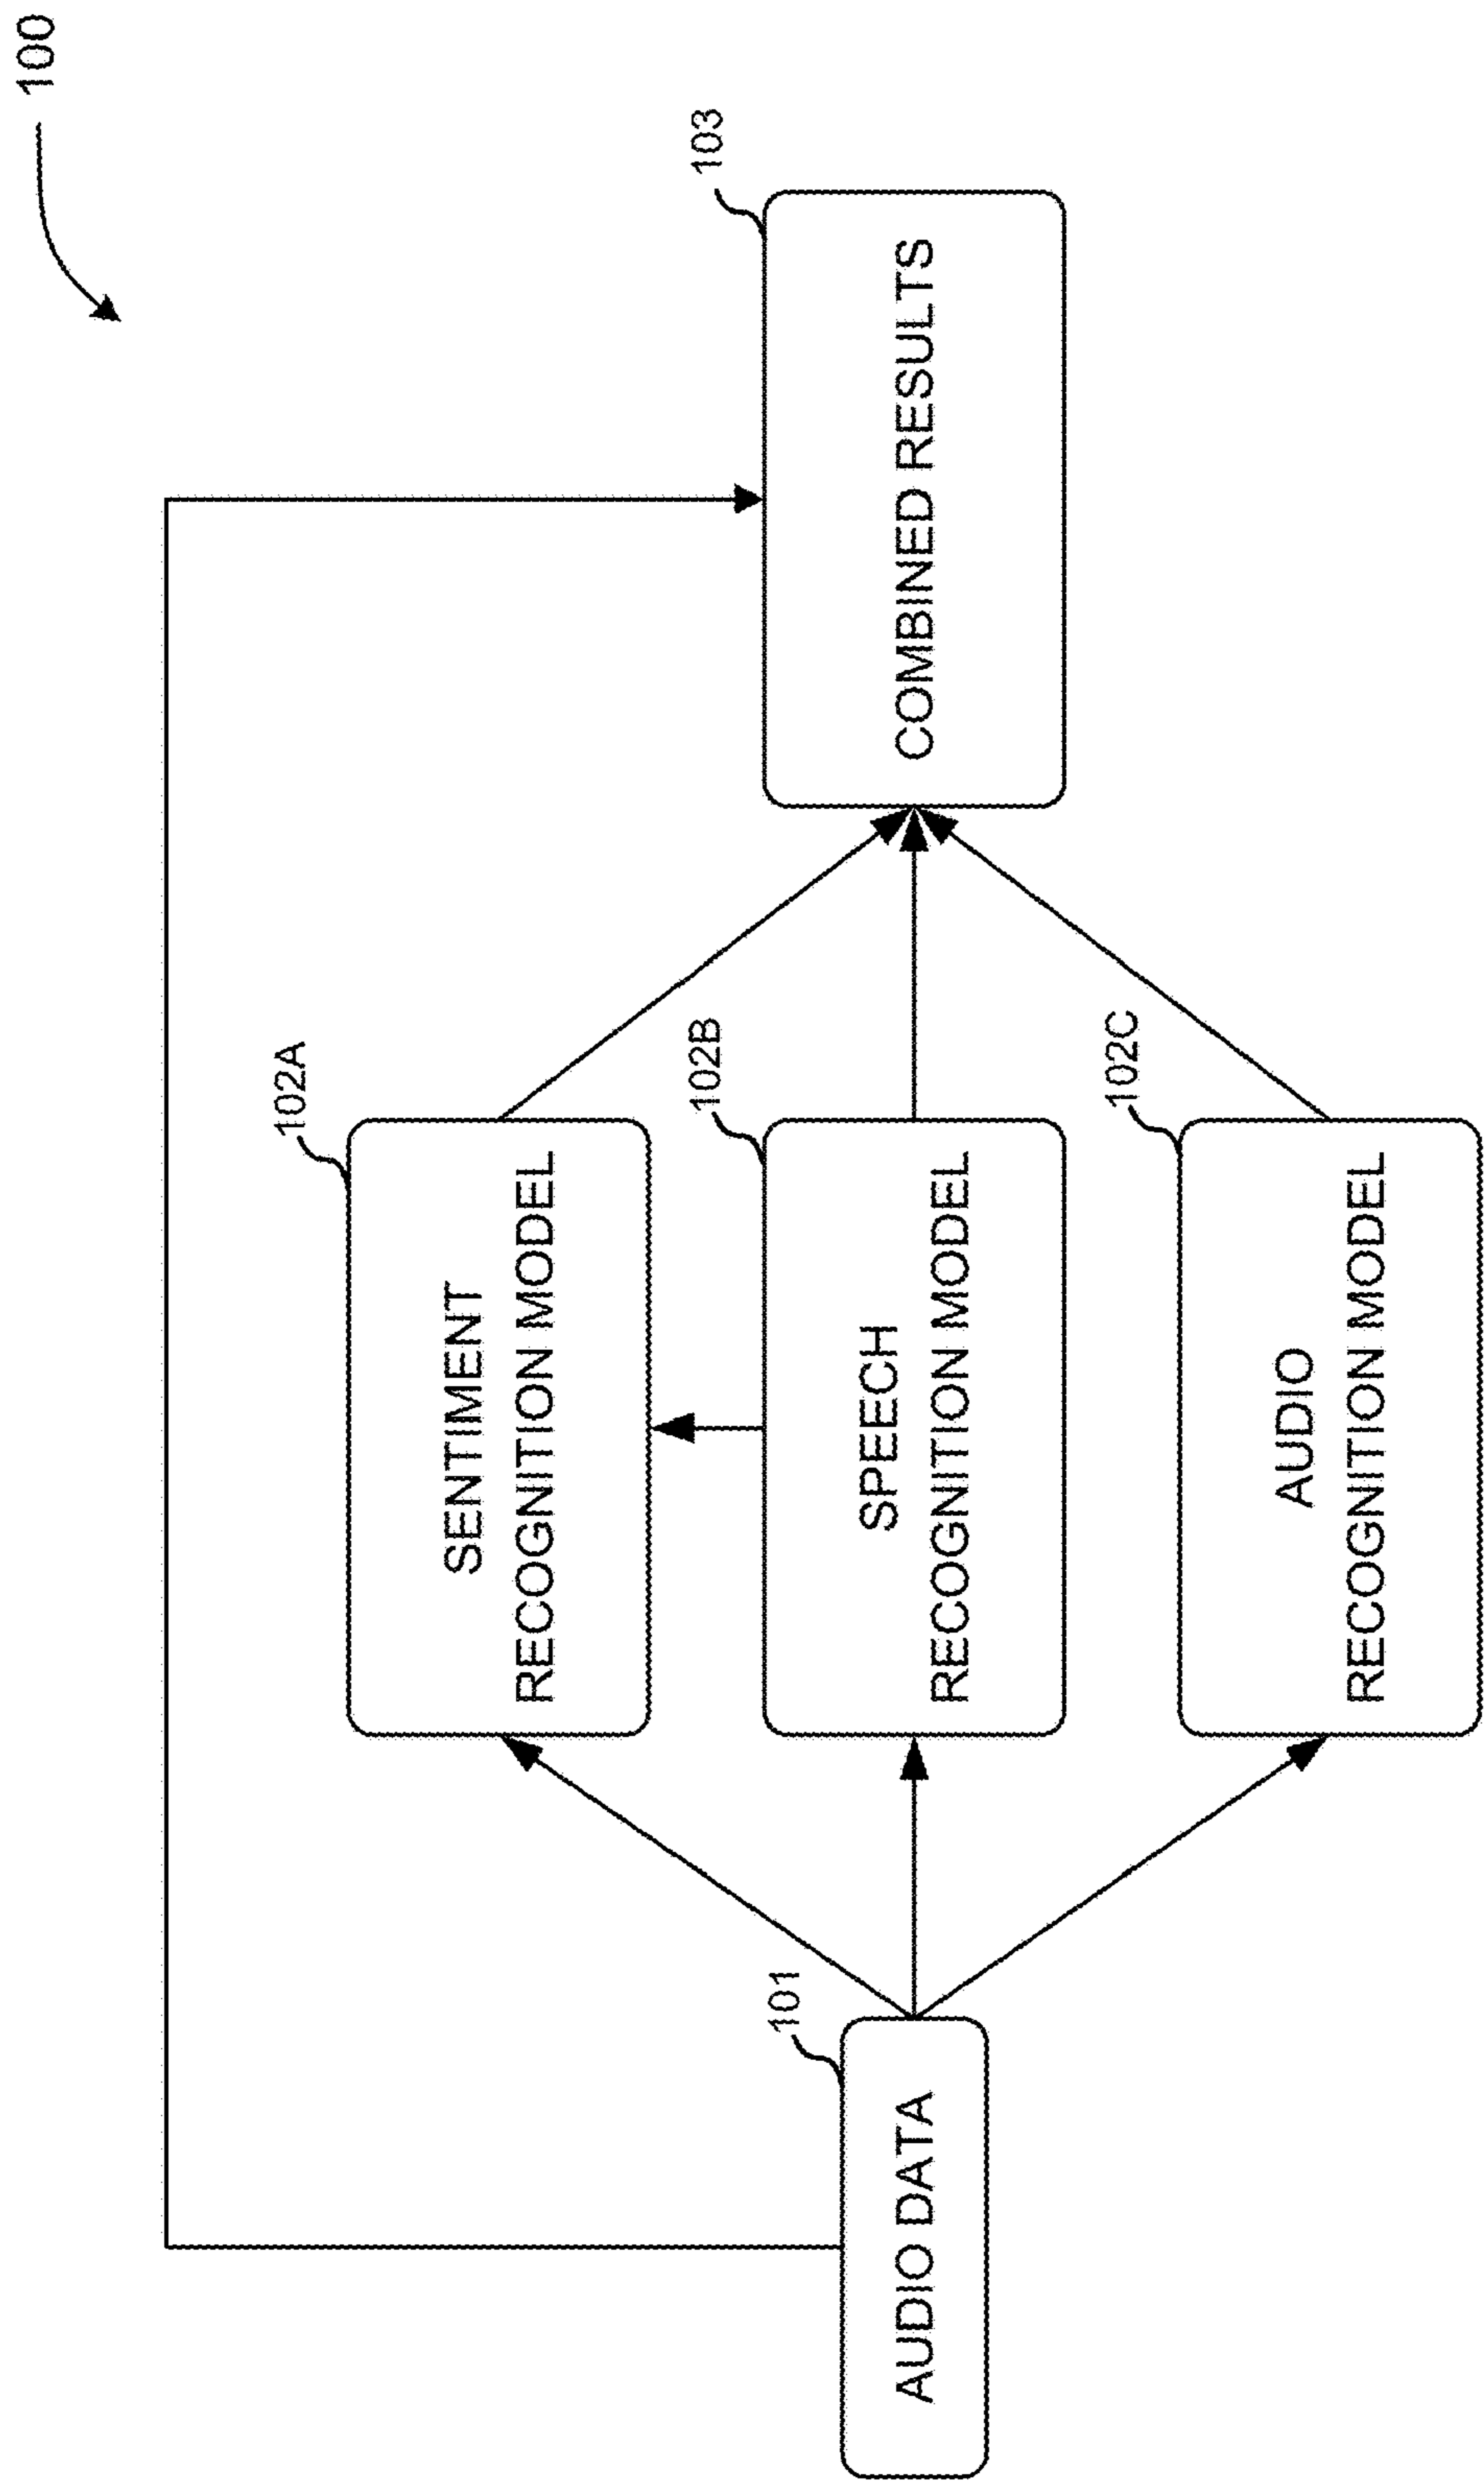 100
102A
SENTIMENT
RECOGNITION MODEL
101
AUDIO DATA
102B
SPEECH
RECOGNITION MODEL
103
COMBINED RESULTS
102C
AUDIO
RECOGNITION MODEL